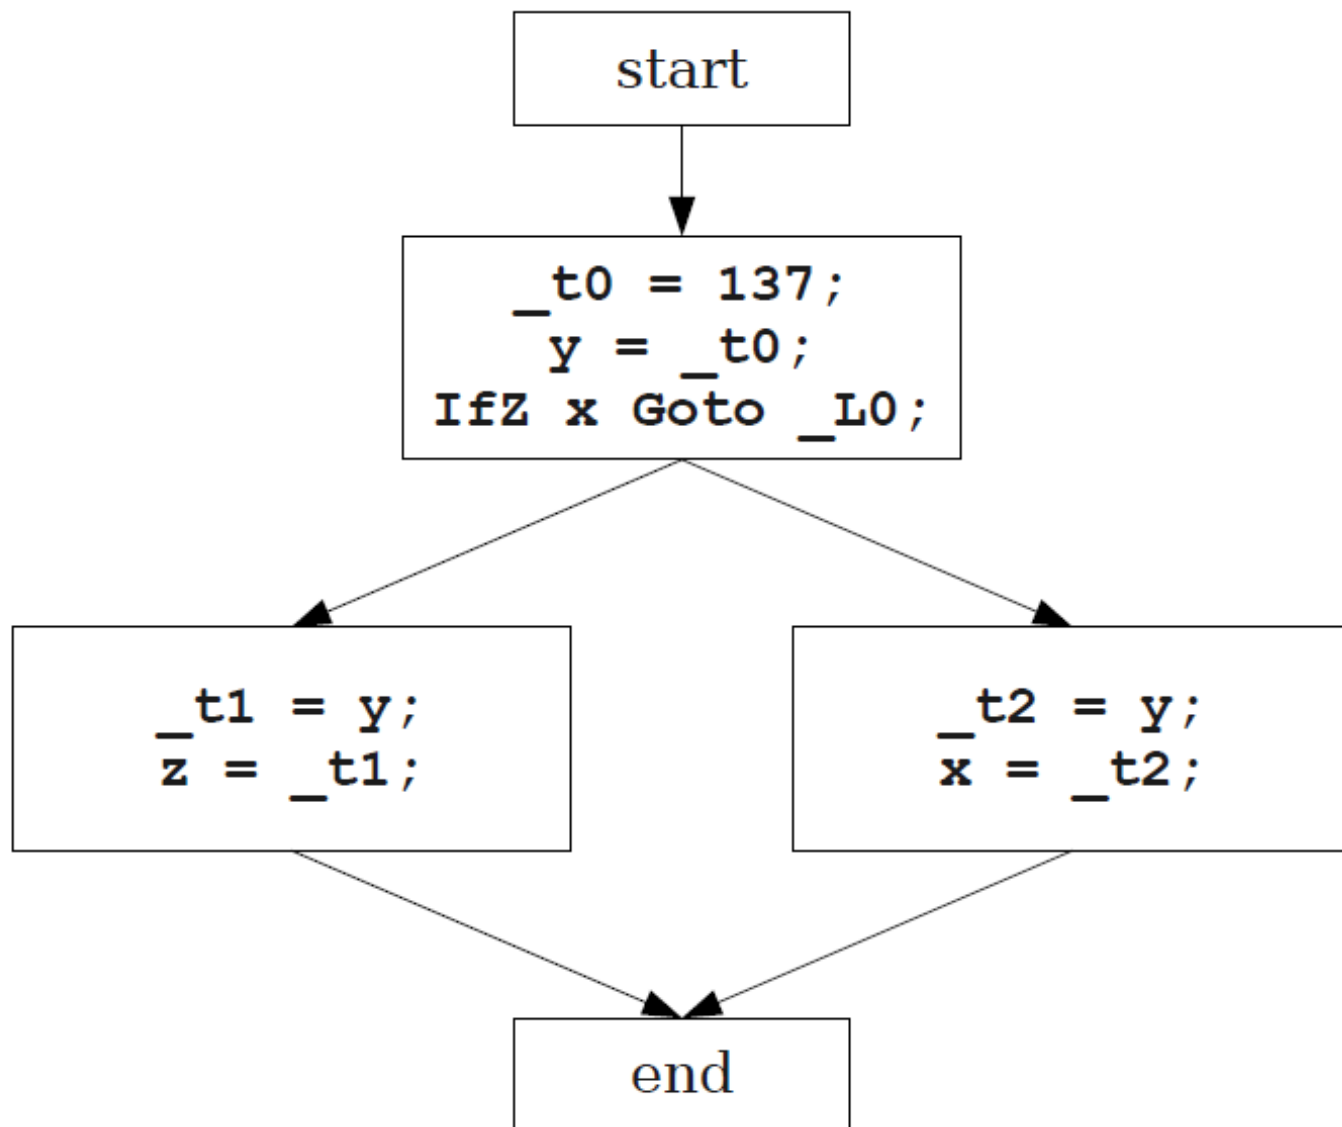 start
_t0 = 137;
y = _t0;
IfZ x Goto _L0;
_t1 = y;
z = _t1;
_t2 = y;
x = _t2;
end